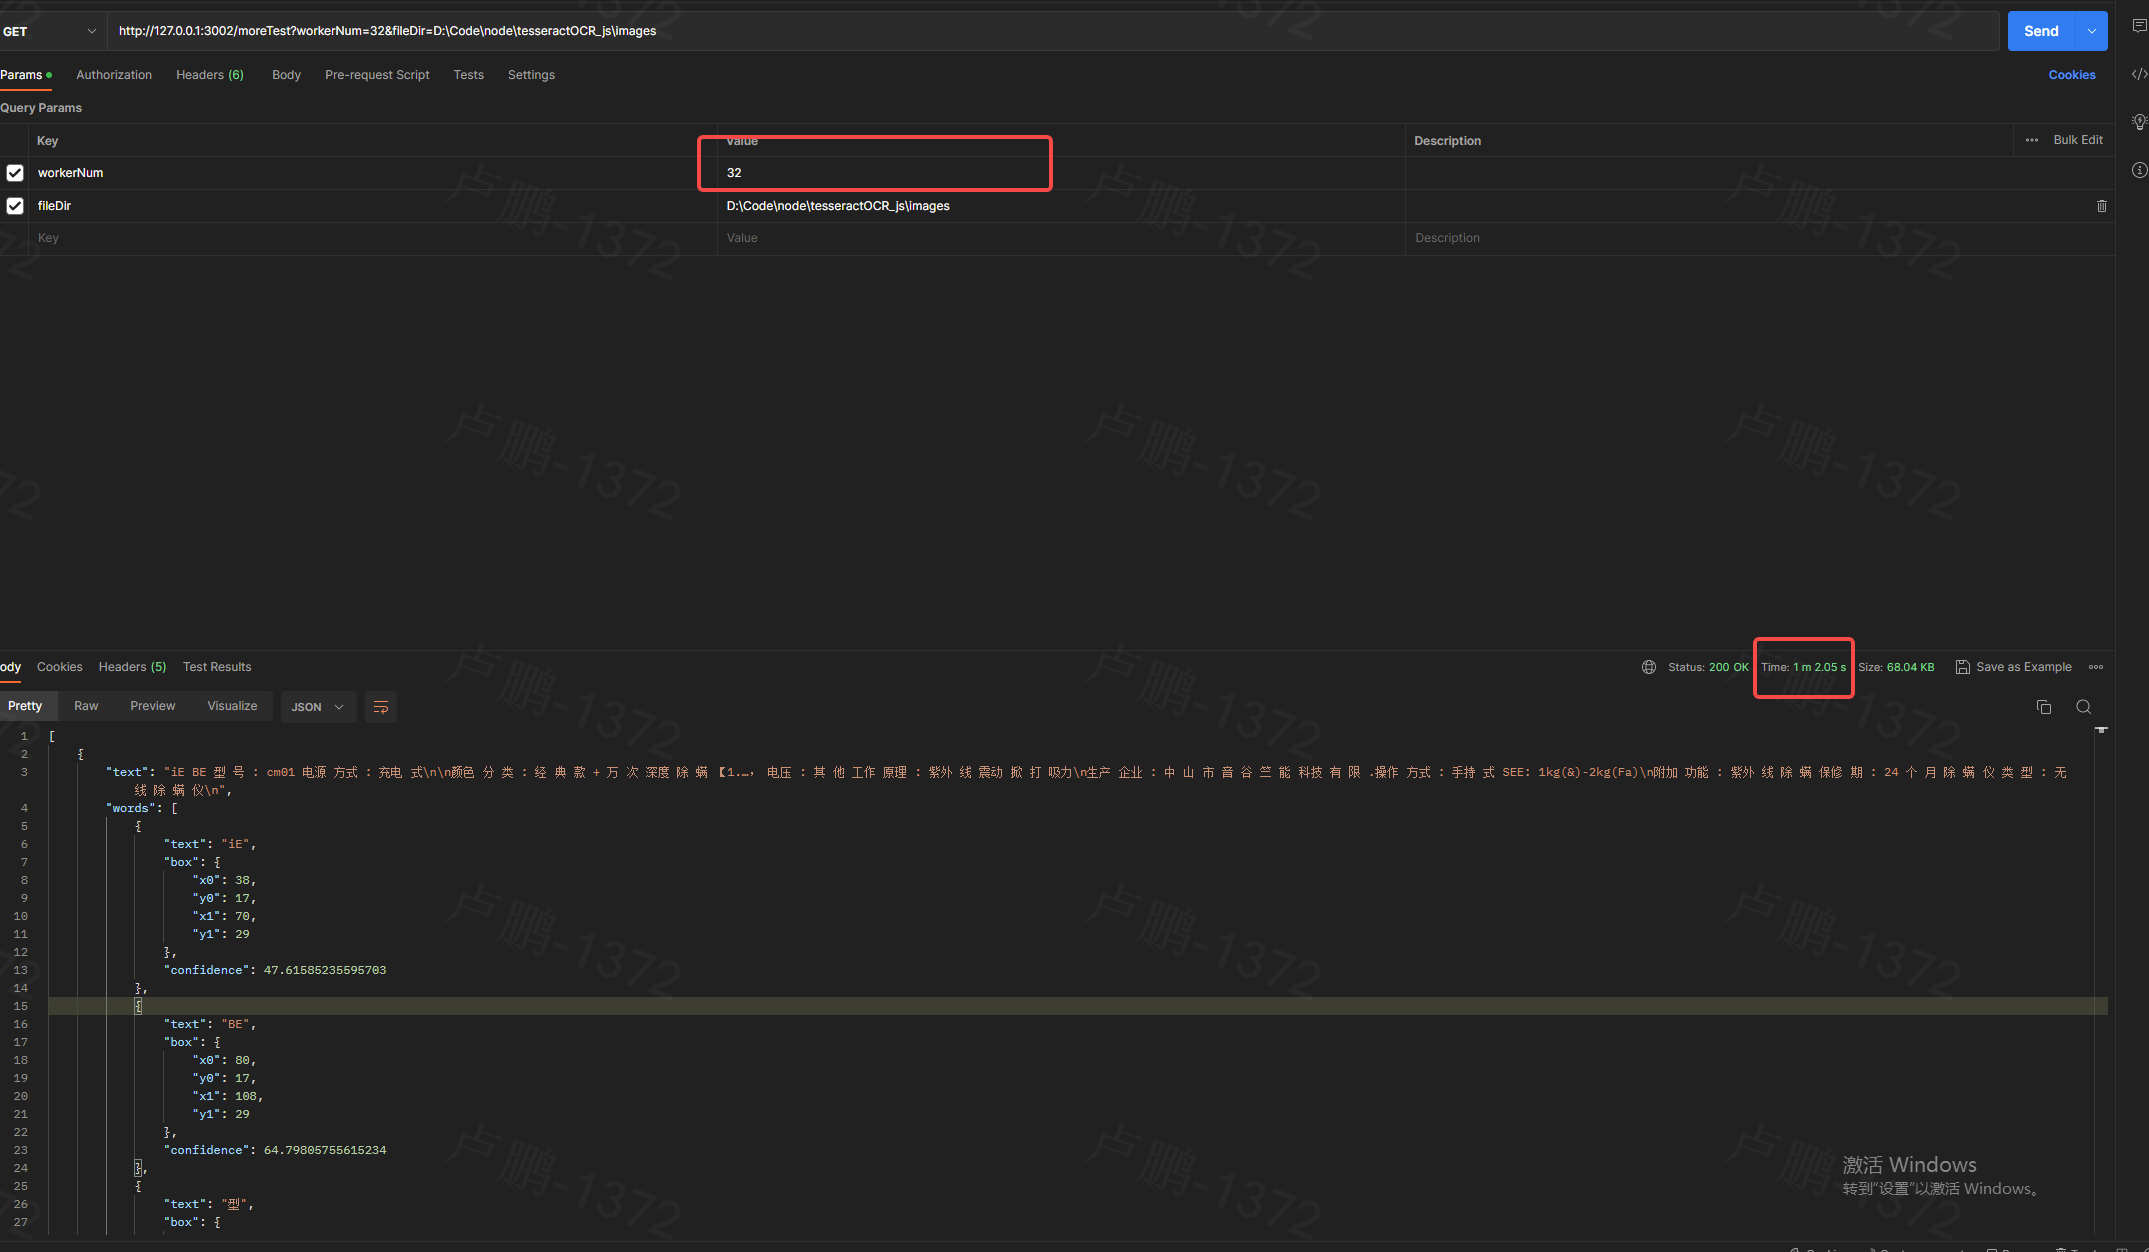 GET http://127.0.0.1:3002/moreTest?workerNum=32&fileDir=D:\Code\node\tesseractOCR_js\images Send
Params Authorization Headers (6) Body Pre-request Script Tests Settings Cookies
Query Params
Key Value Description Bulk Edit
workerNum 32
fileDir D:\Code\node\tesseractOCR_js\images
Key Value Description
卢鹏-1372
ody Cookies Headers (5) Test Results Status: 200 OK Time: 1 m 2.05 s Size: 68.04 KB Save as Example
Pretty Raw Preview Visualize JSON
1 [
2 {
3 "text": "iE BE 型 号 : cm01 电源 方式 : 充电 式\n\n颜色 分 类 : 经 典 款 + 万 次 深度 除 螨 【1.…, 电压 : 其 他 工作 原理 : 紫外 线 震动 掀 打 吸力\n生产 企业 : 中 山 市 音 谷 竺 能 科技 有 限 .操作 方式 : 手持 式 SEE: 1kg(&)-2kg(Fa)\n附加 功能 : 紫外 线 除 螨 保修 期 : 24 个 月 除 螨 仪 类 型 : 无
线 除 螨 仪\n",
4 "words": [
5 {
6 "text": "iE",
7 "box": {
8 "x0": 38,
9 "y0": 17,
10 "x1": 70,
11 "y1": 29
12 },
13 "confidence": 47.61585235595703
14 },
15 {
16 "text": "BE",
17 "box": {
18 "x0": 80,
19 "y0": 17,
20 "x1": 108,
21 "y1": 29
22 },
23 "confidence": 64.79805755615234
24 },
25 {
26 "text": "型",
27 "box": {
激活 Windows
转到"设置"以激活 Windows。